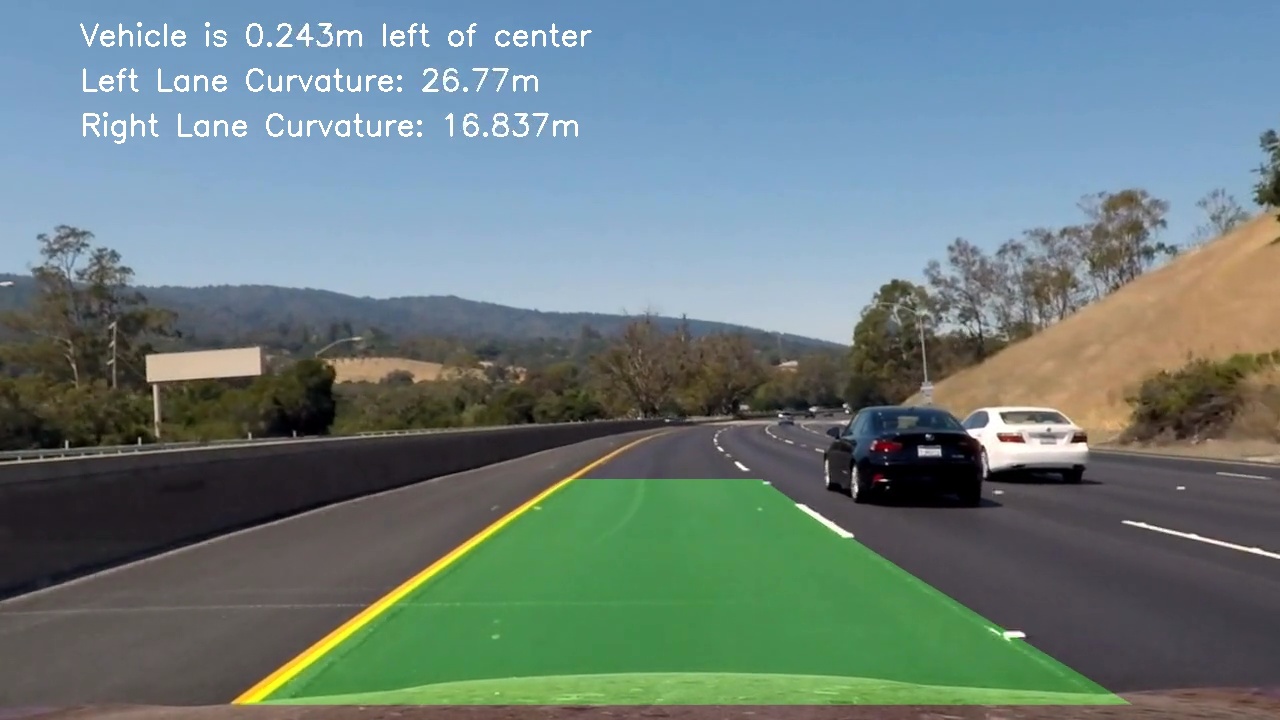 Vehicle is 0.243m left of center
Left Lane Curvature: 26.77m
Right Lane Curvature: 16.837m